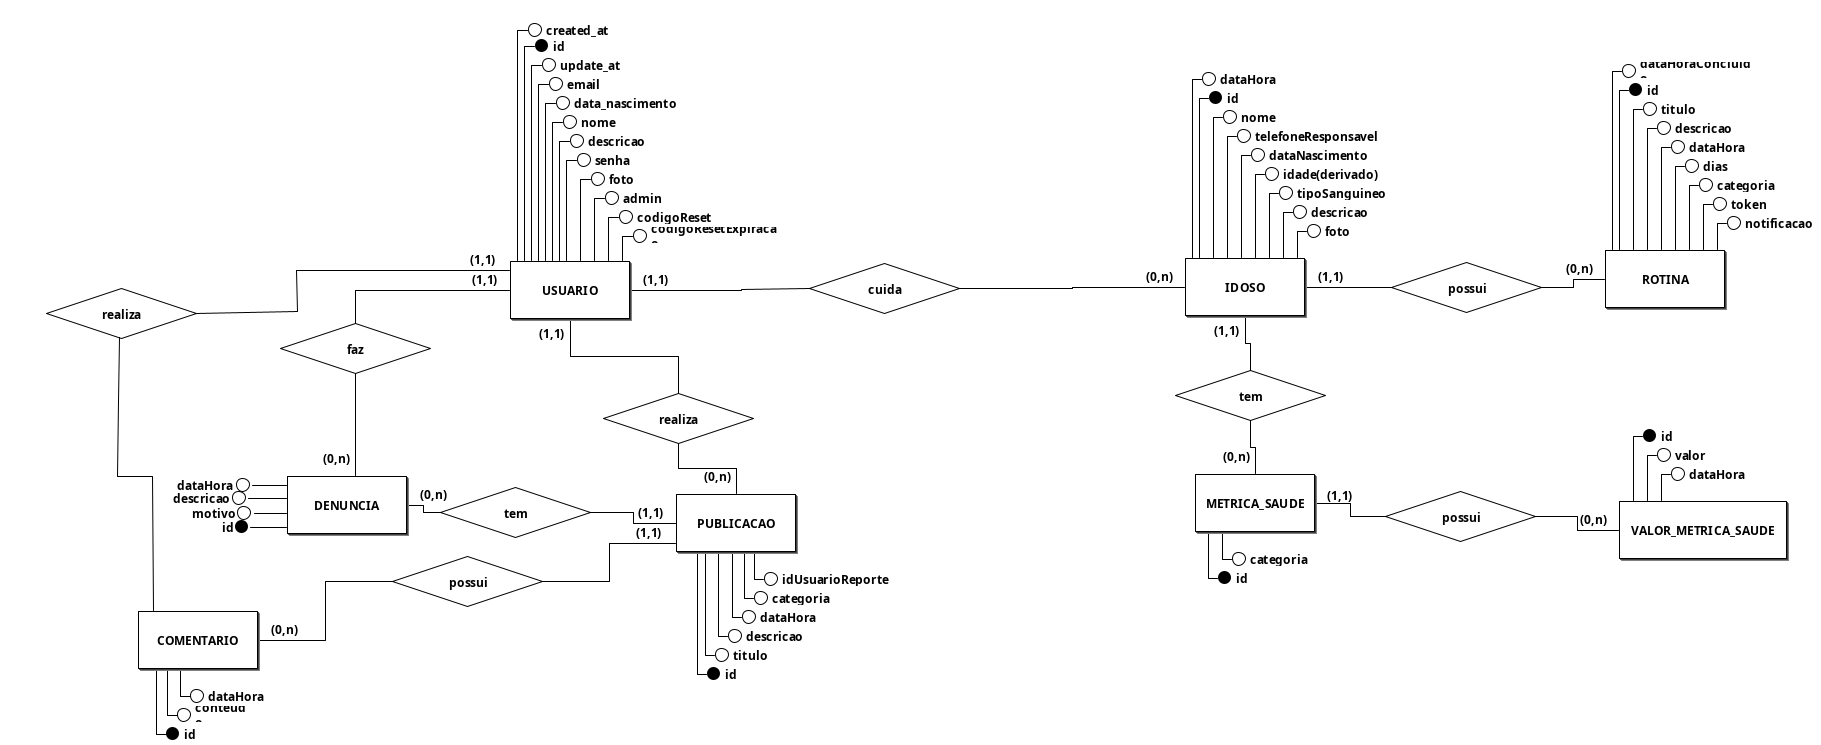 created_at
id
update_at
email
data_nascimento
nome
descricao
senha
foto
admin
codigoReset
codigoResetExpiraca
o
(1,1)
(1,1)
USUARIO
(1,1)
(1,1)
cuida
(0,n)
dataHora
id
nome
telefoneResponsavel
dataNascimento
idade(derivado)
tipoSanguineo
descricao
foto
IDOSO
(1,1)
(1,1)
possui
(0,n)
dataHoraConcluid
o
id
titulo
descricao
dataHora
dias
categoria
token
notificacao
ROTINA
realiza
faz
realiza
tem
(0,n)
(0,n)
(0,n)
dataHora
descricao
motivo
id
DENUNCIA
(0,n)
tem
(1,1)
(1,1)
PUBLICACAO
idUsuarioReporte
categoria
dataHora
descricao
titulo
id
possui
(0,n)
COMENTARIO
dataHora
conteud
o
id
METRICA_SAUDE
(1,1)
categoria
id
possui
(0,n)
id
valor
dataHora
VALOR_METRICA_SAUDE